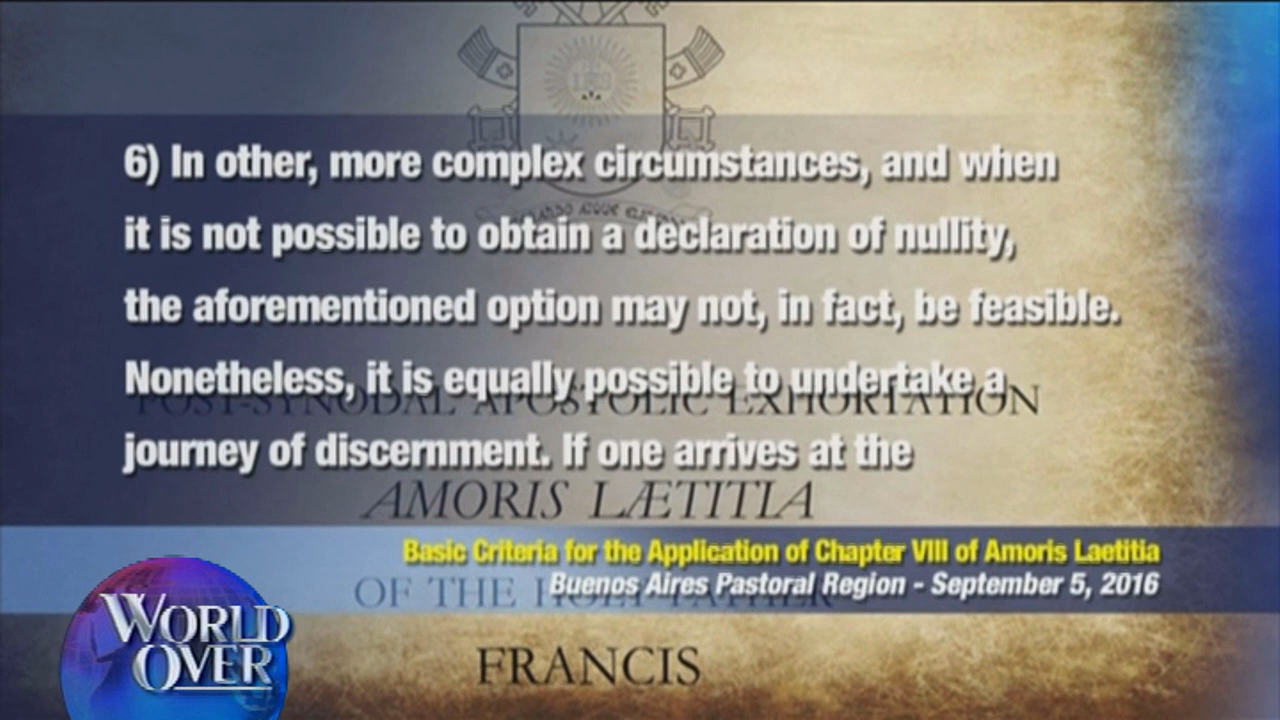 6) In other, more complex circumstances, and when
it is not possible to obtain a declaration of nullity,
the aforementioned option may not, in fact, be feasible.
Nonetheless, it is equally possible to undertake a
POST-SYNODAL APOSTOLIC EXHORTATION
journey of discernment. If one arrives at the
AMORIS LÆTITIA
Basic Criteria for the Application of Chapter VIII of Amoris Laetitia
Buenos Aires Pastoral Region - September 5, 2016
OF THE HOLY FATHER
WORLD
OVER
FRANCIS